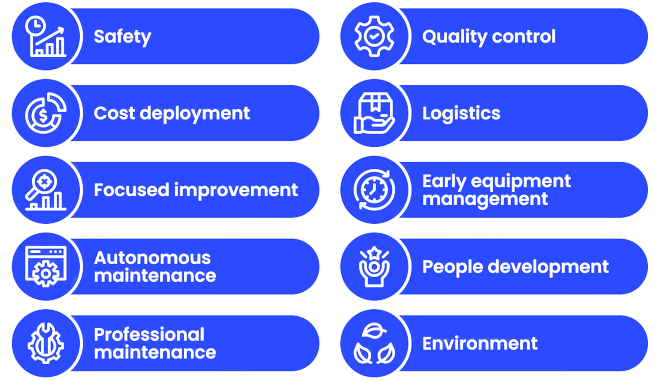 Safety
Cost deployment
Focused improvement
Autonomous
maintenance
Professional
maintenance
Quality control
Logistics
Early equipment
management
People development
Environment